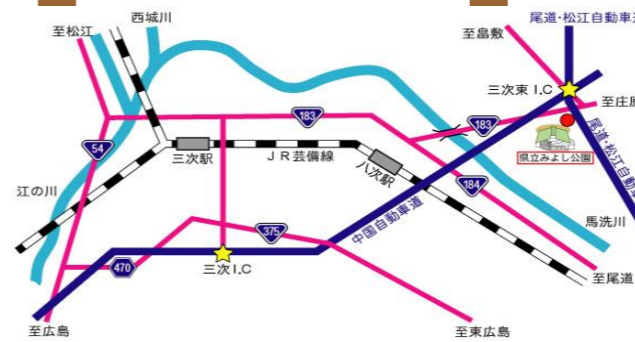 西城川
尾道・松江自動車道
至松江
至畠敷
三次東 I.C
至庄原
183
183
54
三次駅
JR芸備線
八次駅
県立みよし公園
尾道・松江自動車
184
江の川
中国自動車道
馬洗川
375
470
三次I.C
至尾道
至広島
至東広島